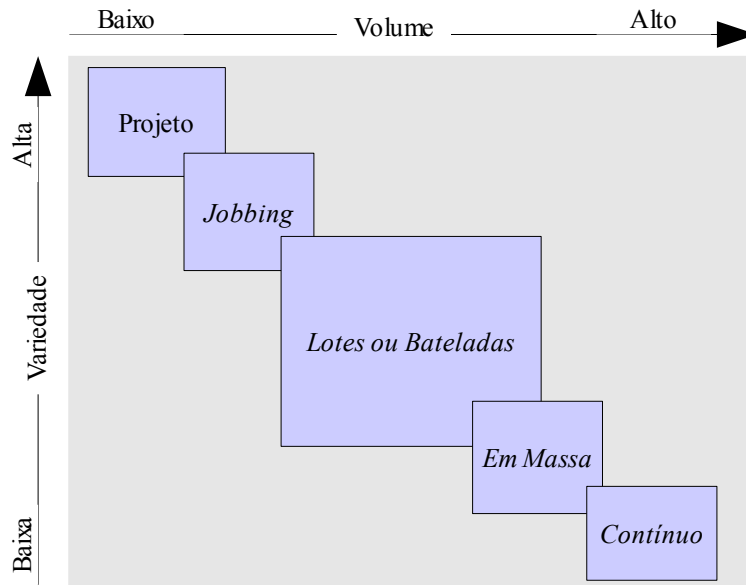 Baixo Volume Alto
Alta
Variedade
Baixa
Projeto
Jobbing
Lotes ou Bateladas
Em Massa
Contínuo